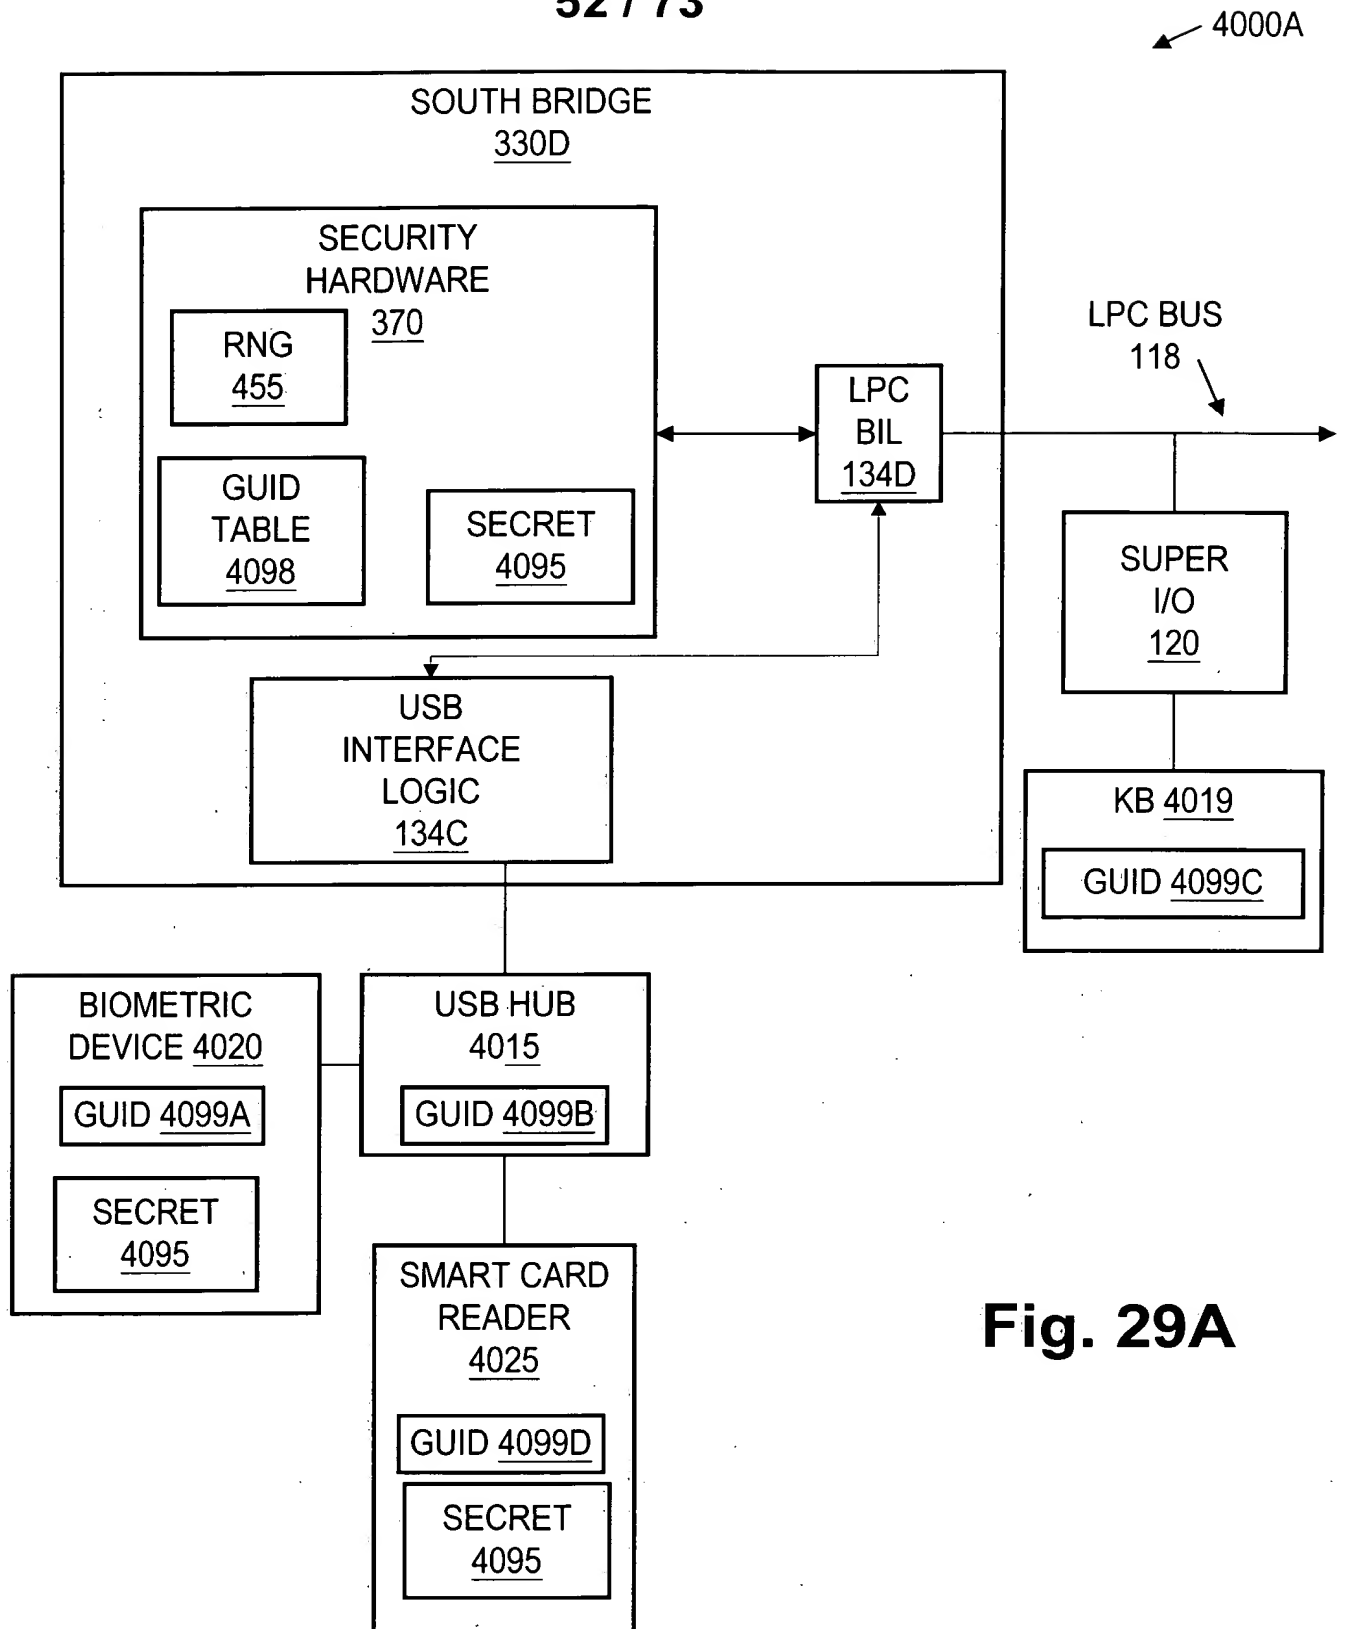 52 / 73
4000A
SOUTH BRIDGE
330D
SECURITY
HARDWARE
370
RNG
455
GUID
TABLE
4098
SECRET
4095
LPC
BIL
134D
LPC BUS
118
SUPER
I/O
120
USB
INTERFACE
LOGIC
134C
KB 4019
GUID 4099C
BIOMETRIC
DEVICE 4020
GUID 4099A
SECRET
4095
USB HUB
4015
GUID 4099B
SMART CARD
READER
4025
GUID 4099D
SECRET
4095
Fig. 29A